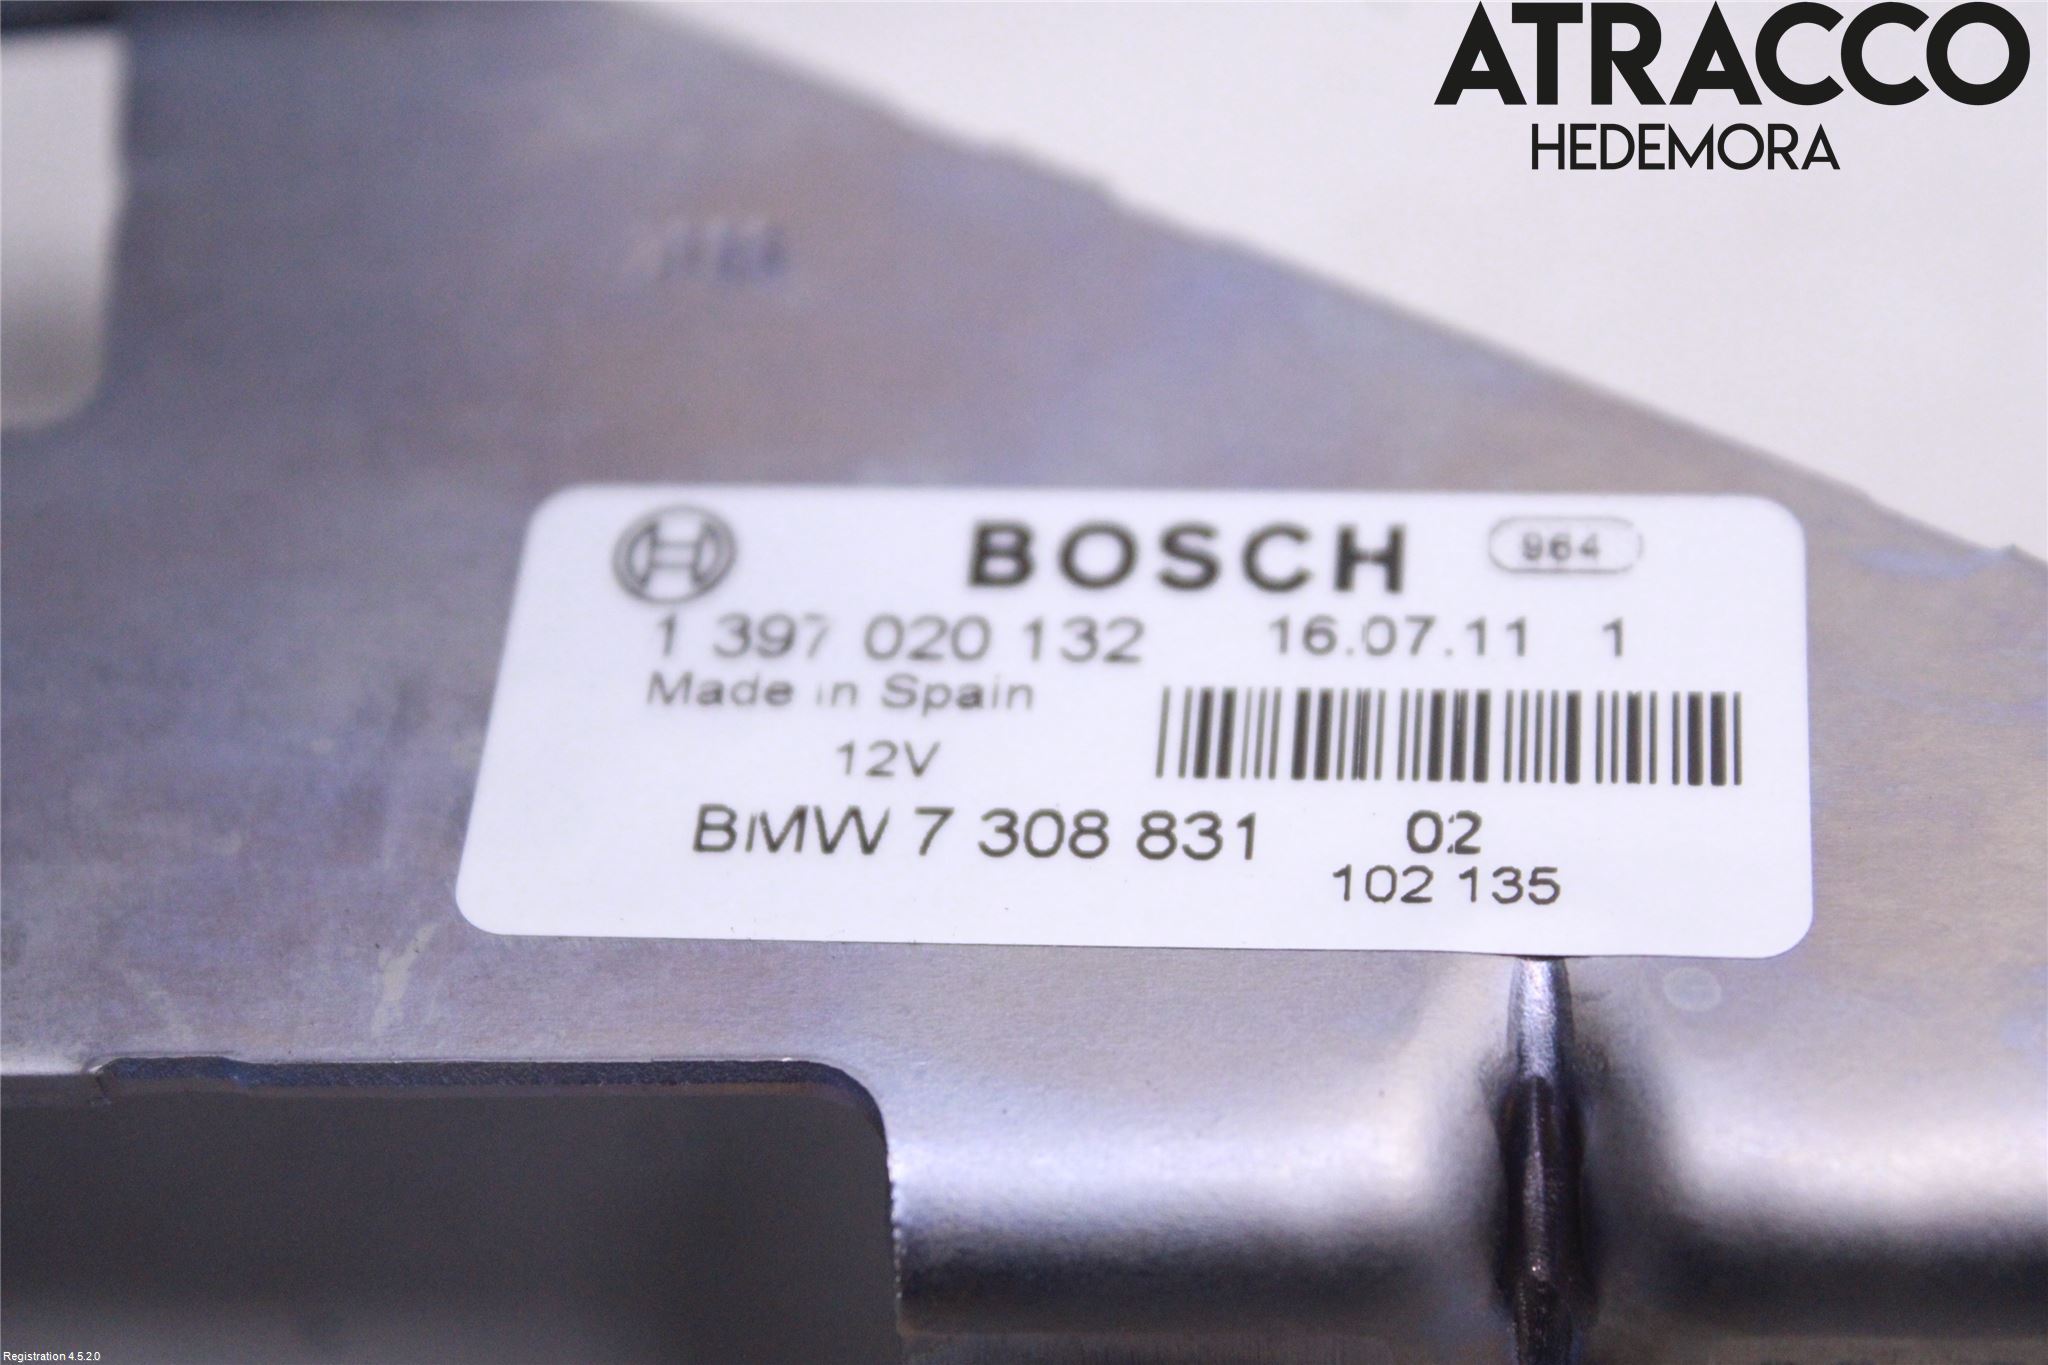 ATRACCO
HEDEMORA
BOSCH 964
1 397 020 132 16.07.11 1
Made in Spain
12V
BMW 7 308 831 02
102 135
Registration 4.5.2.0